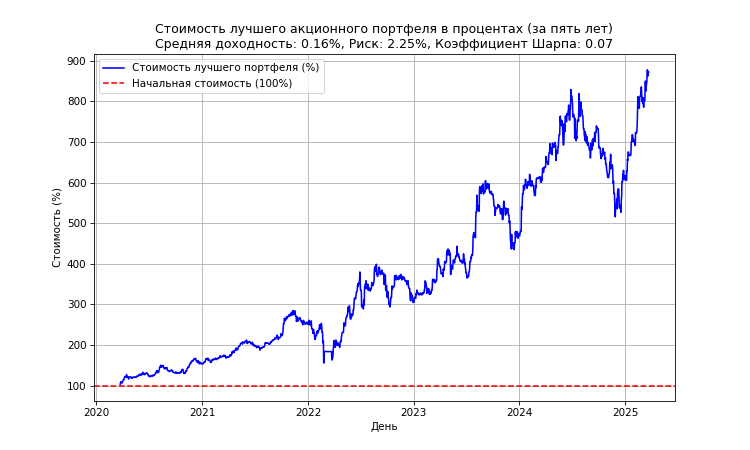 Стоимость лучшего акционного портфеля в процентах (за пять лет)
Средняя доходность: 0.16%, Риск: 2.25%, Коэффициент Шарпа: 0.07
Стоимость лучшего портфеля (%)
Начальная стоимость (100%)
Стоимость (%)
900
800
700
600
500
400
300
200
100
2020
2021
2022
2023
2024
2025
День